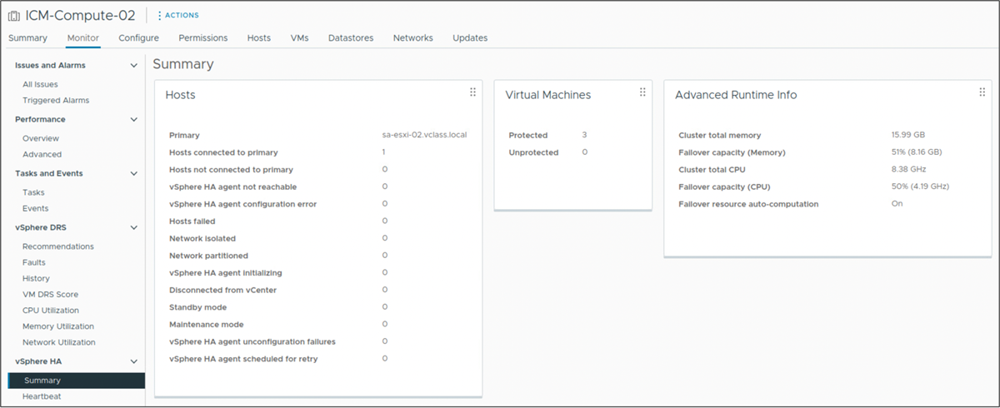 ICM-Compute-02
ACTIONS
Summary Monitor Configure Permissions Hosts VMs Datastores Networks Updates
Issues and Alarms
All Issues
Triggered Alarms
Performance
Overview
Advanced
Tasks and Events
Tasks
Events
vSphere DRS
Recommendations
Faults
History
VM DRS Score
CPU Utilization
Memory Utilization
Network Utilization
vSphere HA
Summary
Heartbeat
Summary
Hosts
Primary sa-esxi-02.vclass.local
Hosts connected to primary 1
Hosts not connected to primary 0
vSphere HA agent not reachable 0
vSphere HA agent configuration error 0
Hosts failed 0
Network isolated 0
Network partitioned 0
vSphere HA agent initializing 0
Disconnected from vCenter 0
Standby mode 0
Maintenance mode 0
vSphere HA agent unconfiguration failures 0
vSphere HA agent scheduled for retry 0
Virtual Machines
Protected 3
Unprotected 0
Advanced Runtime Info
Cluster total memory 15.99 GB
Failover capacity (Memory) 51% (8.16 GB)
Cluster total CPU 8.38 GHz
Failover capacity (CPU) 50% (4.19 GHz)
Failover resource auto-computation On